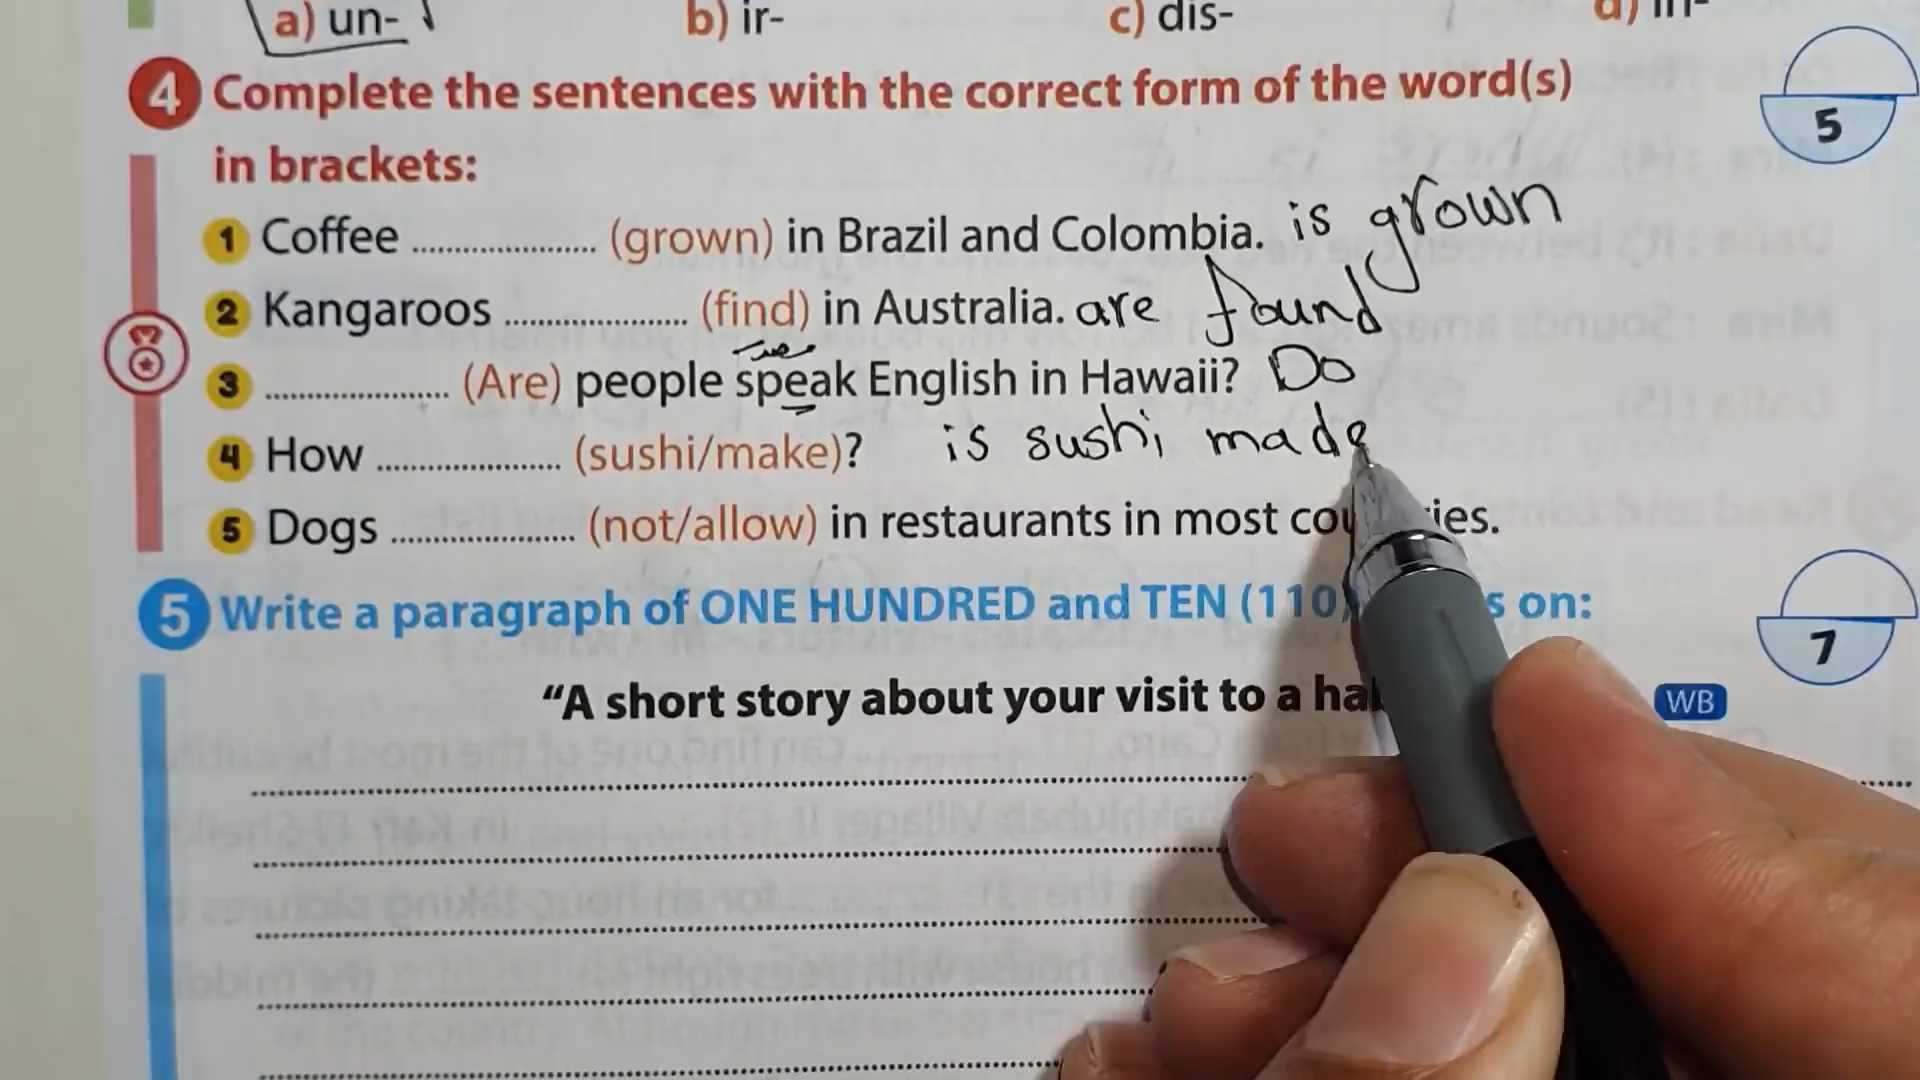 a) un- b) ir- c) dis- d) in-
4 Complete the sentences with the correct form of the word(s)
in brackets:
5
1 Coffee .................... (grown) in Brazil and Colombia. is grown
2 Kangaroos .................... (find) in Australia. are found
3 .................... (Are) people speak English in Hawaii? Do
4 How .................... (sushi/make)? is sushi made
5 Dogs .................... (not/allow) in restaurants in most
5 Write a paragraph of ONE HUNDRED and TEN (110) on:
7
“A short story about your visit to a
WB